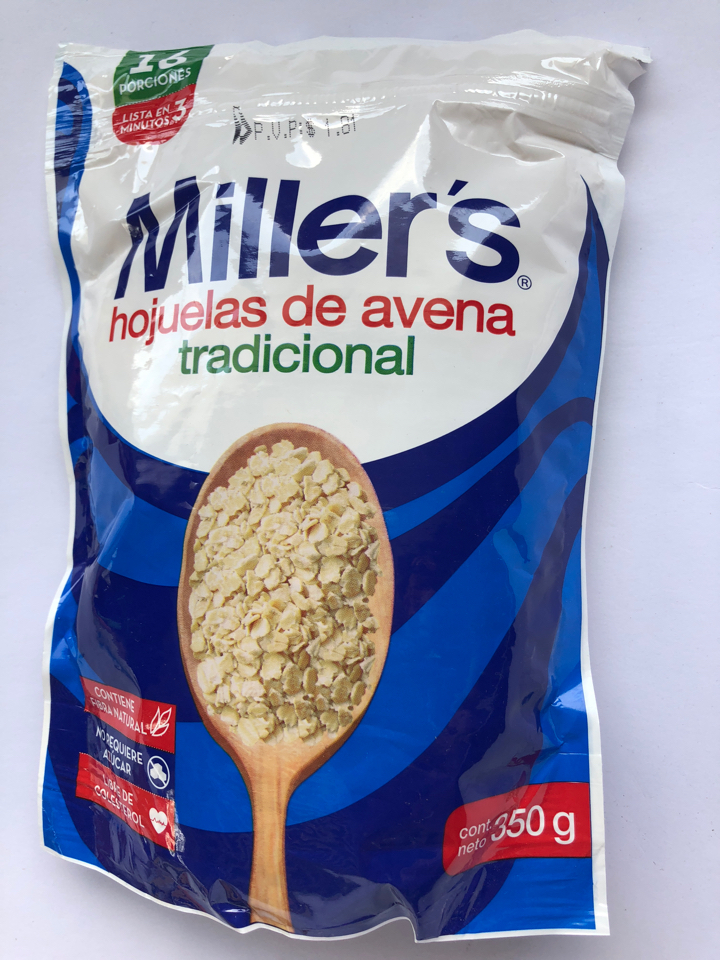 16
PORCIONES
LISTA EN 3
MINUTOS
P.V.P:$ 1.81
Miller's®
hojuelas de avena
tradicional
CONTIENE
FIBRA NATURAL
NO REQUIERE
AZÚCAR
LIBRE DE
COLESTEROL
cont.
neto 350 g